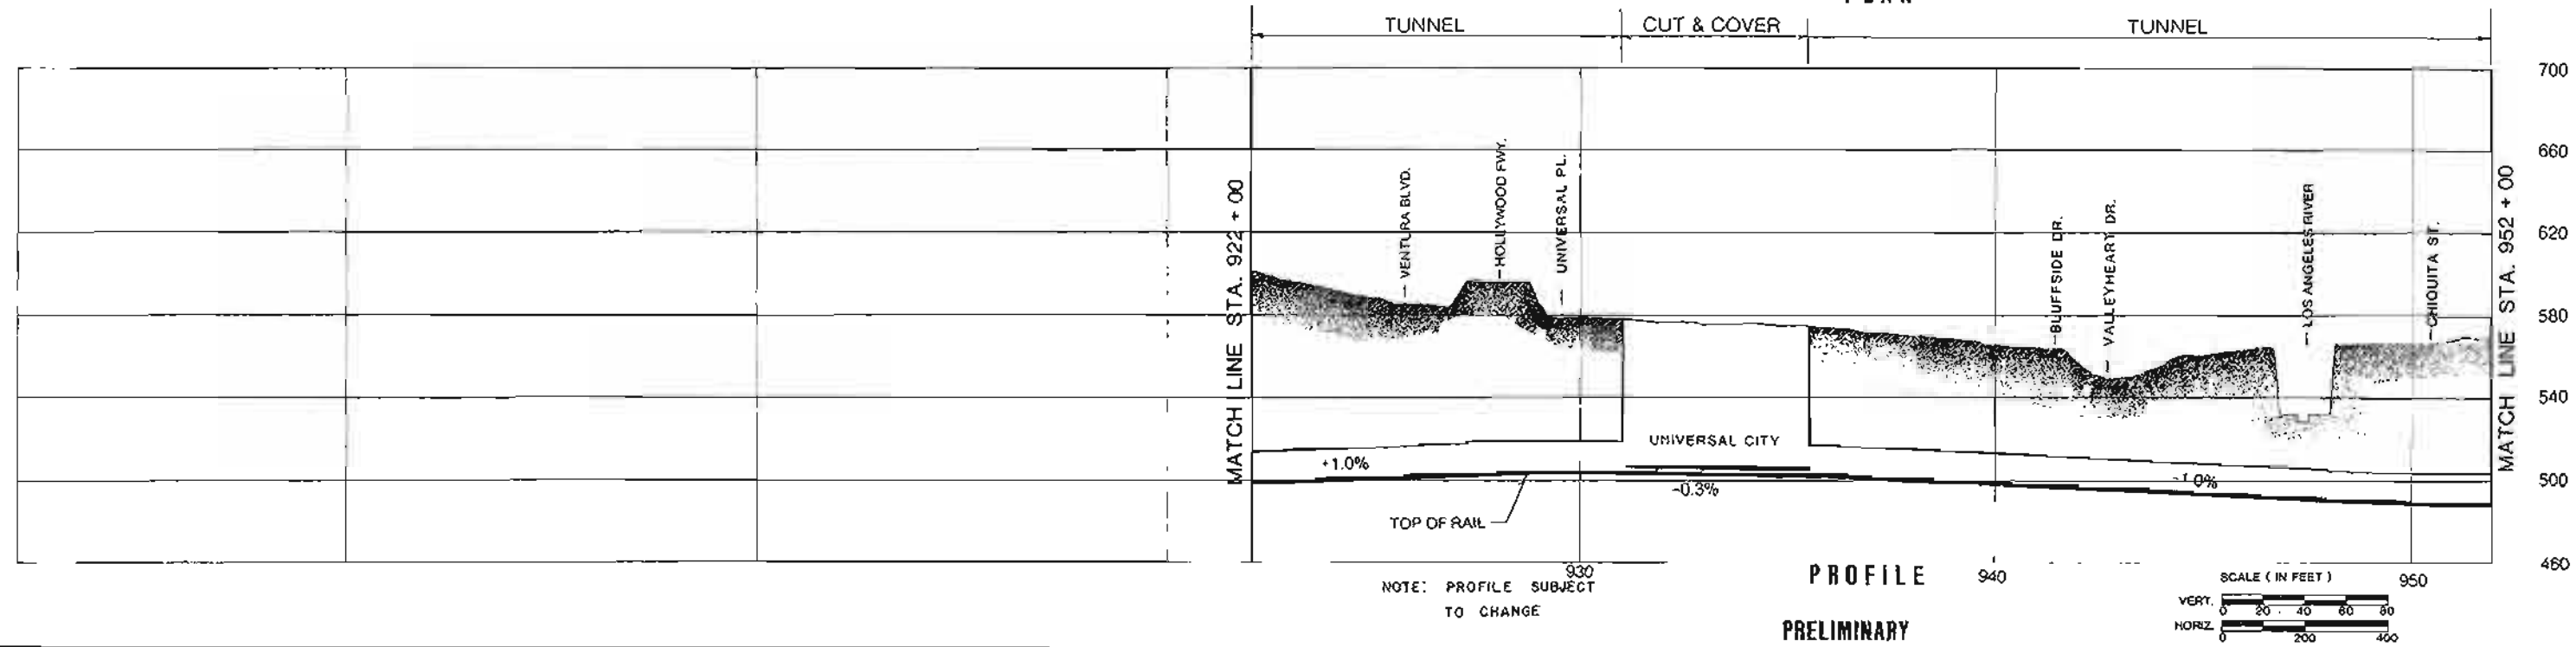 TUNNEL
CUT & COVER
TUNNEL
700
660
620
580
540
500
460
MATCH LINE STA. 922 + 00
VENTURA BLVD.
HOLLYWOOD FWY.
UNIVERSAL PL.
BLUFFSIDE DR.
VALLEYHEARY DR.
LOS ANGELES RIVER
CHIQUITA ST.
MATCH LINE STA. 952 + 00
UNIVERSAL CITY
+1.0%
-0.3%
-1.0%
TOP OF RAIL
930
940
950
NOTE: PROFILE SUBJECT
TO CHANGE
PROFILE
PRELIMINARY
SCALE ( IN FEET )
VERT.
0 20 40 60 80
HORIZ.
0 200 400